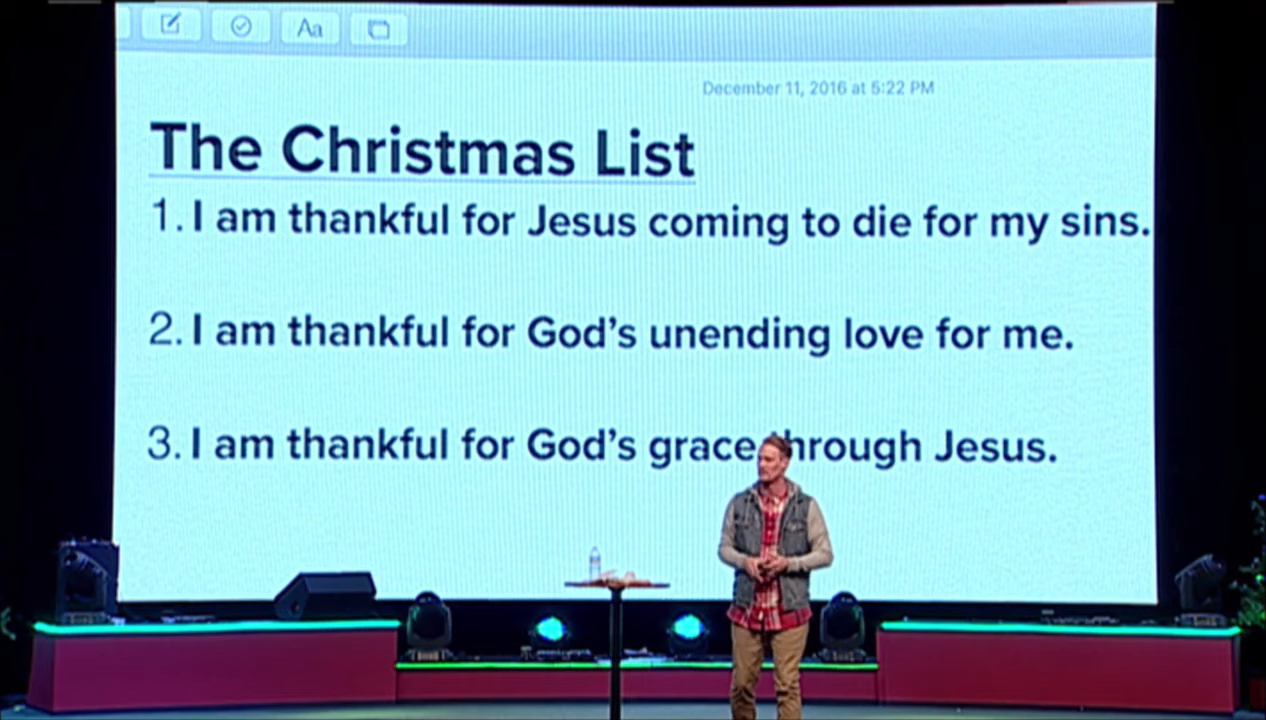 Aa
December 11, 2016 at 5:22 PM
The Christmas List
1. I am thankful for Jesus coming to die for my sins.
2. I am thankful for God's unending love for me.
3. I am thankful for God's grace through Jesus.